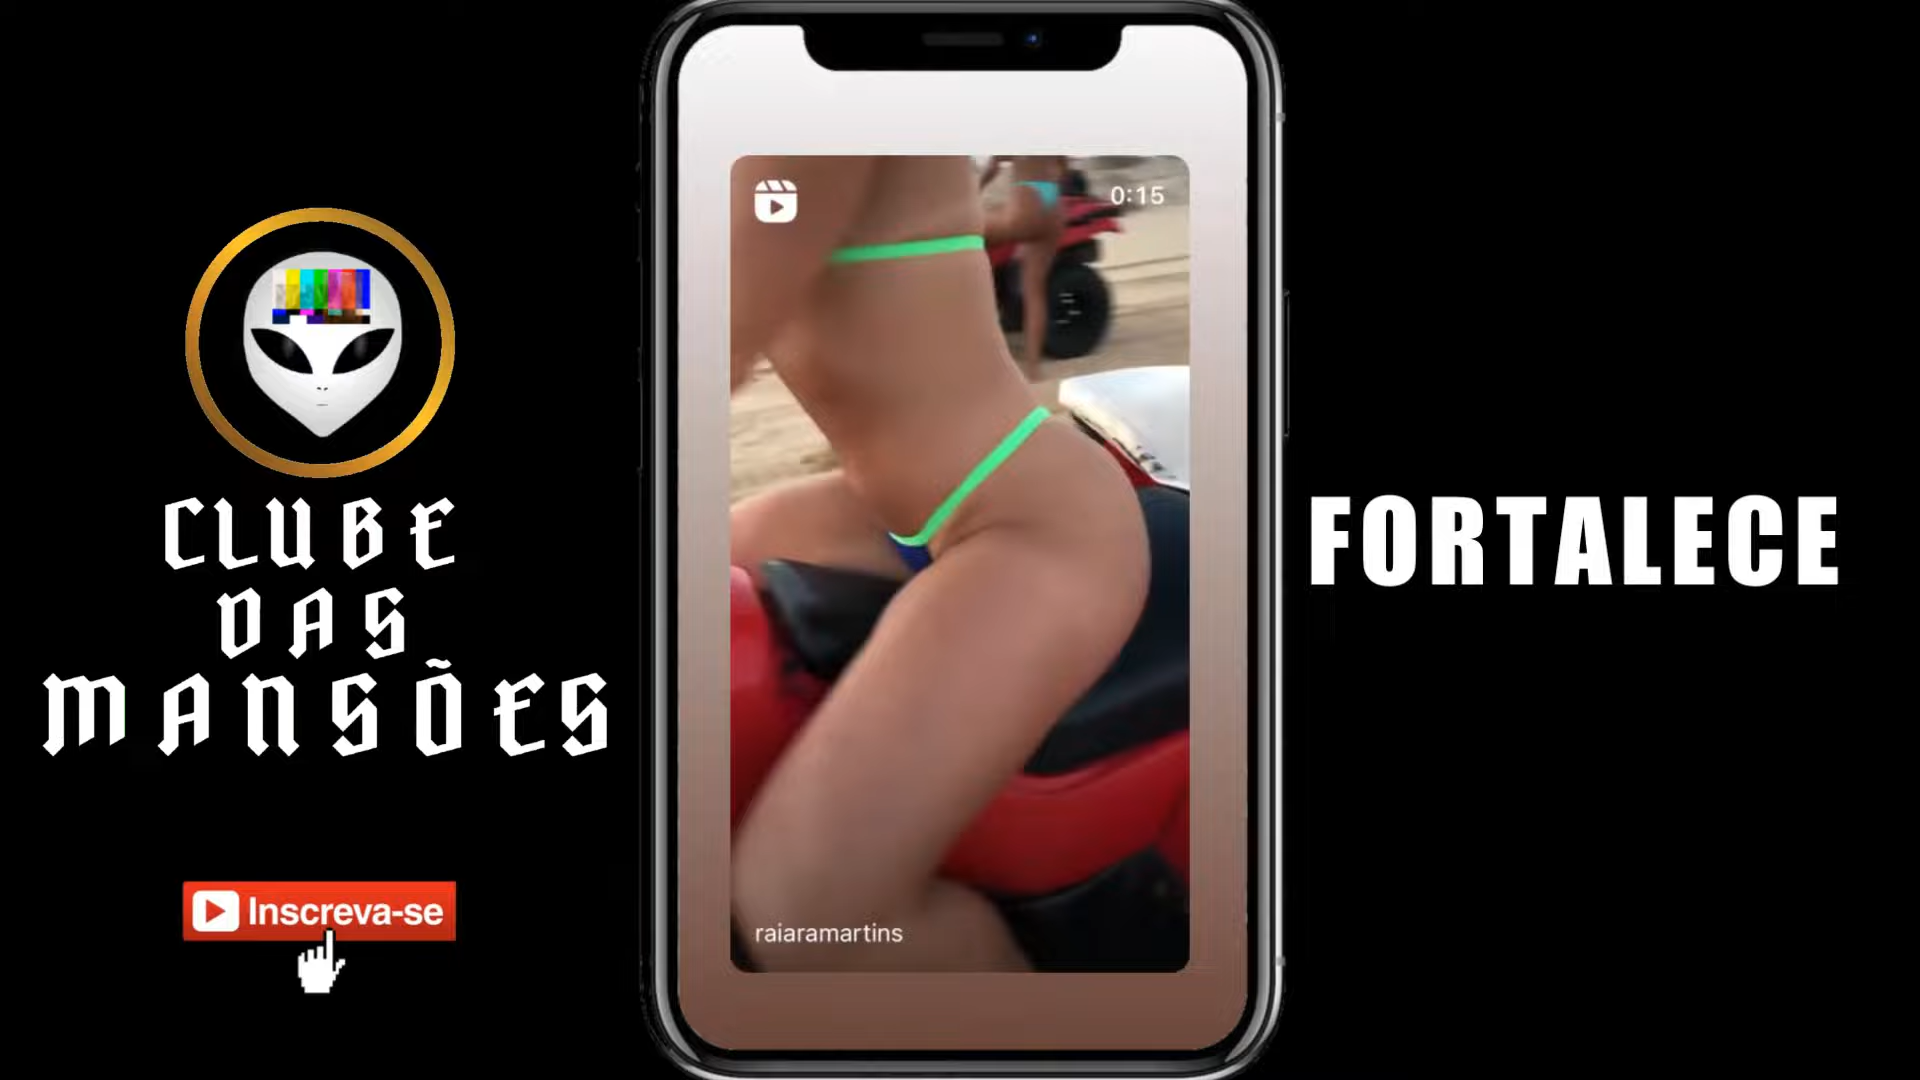 0:15
CLUBE
DAS
MANSÕES
FORTALECE
Inscreva-se
raiaramartins